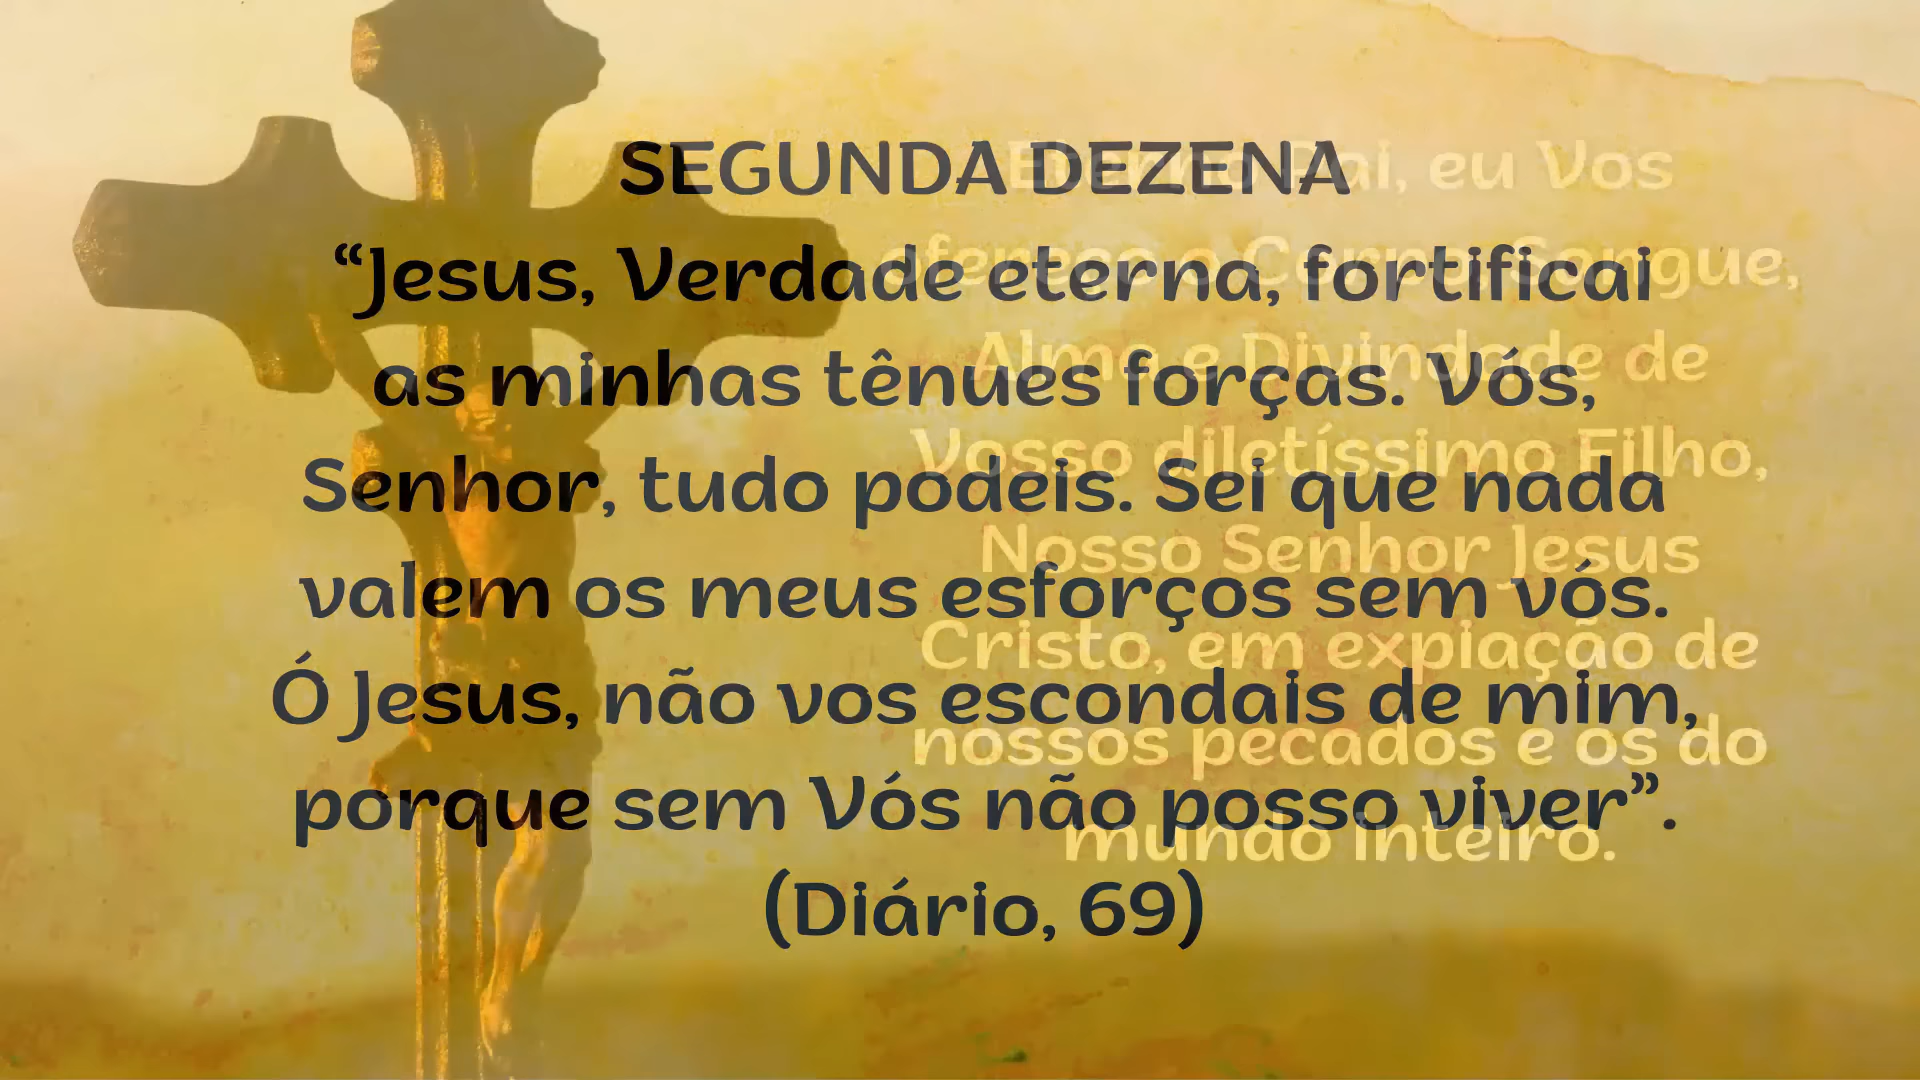 SEGUNDA DEZENA
“Jesus, Verdade eterna, fortificai
as minhas tênues forças. Vós,
Senhor, tudo podeis. Sei que nada
valem os meus esforços sem vós.
Ó Jesus, não vos escondais de mim,
porque sem Vós não posso viver”.
(Diário, 69)
Eterno Pai, eu Vos
ofereço o Corpo, Sangue,
Alma e Divindade de
Vosso diletíssimo Filho,
Nosso Senhor Jesus
Cristo, em expiação de
nossos pecados e os do
mundo inteiro.